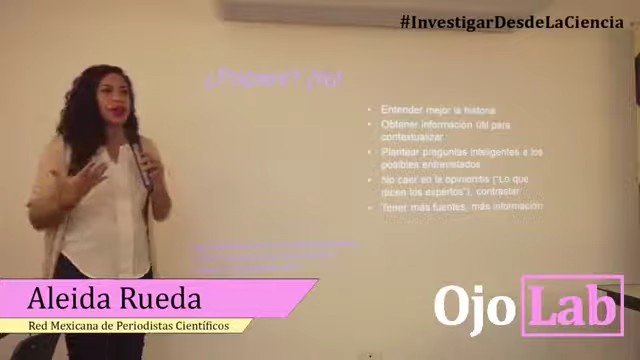 #InvestigarDesdeLaCiencia
• Entender mejor la historia
• Obtener información útil para
contextualizar
• Plantear preguntas inteligentes a los
posibles entrevistados
• No caer en la opinionitis ("Lo que
dicen los expertos"), contrastar
• Tener más fuentes, más información
Aleida Rueda
Red Mexicana de Periodistas Científicos
Ojo Lab